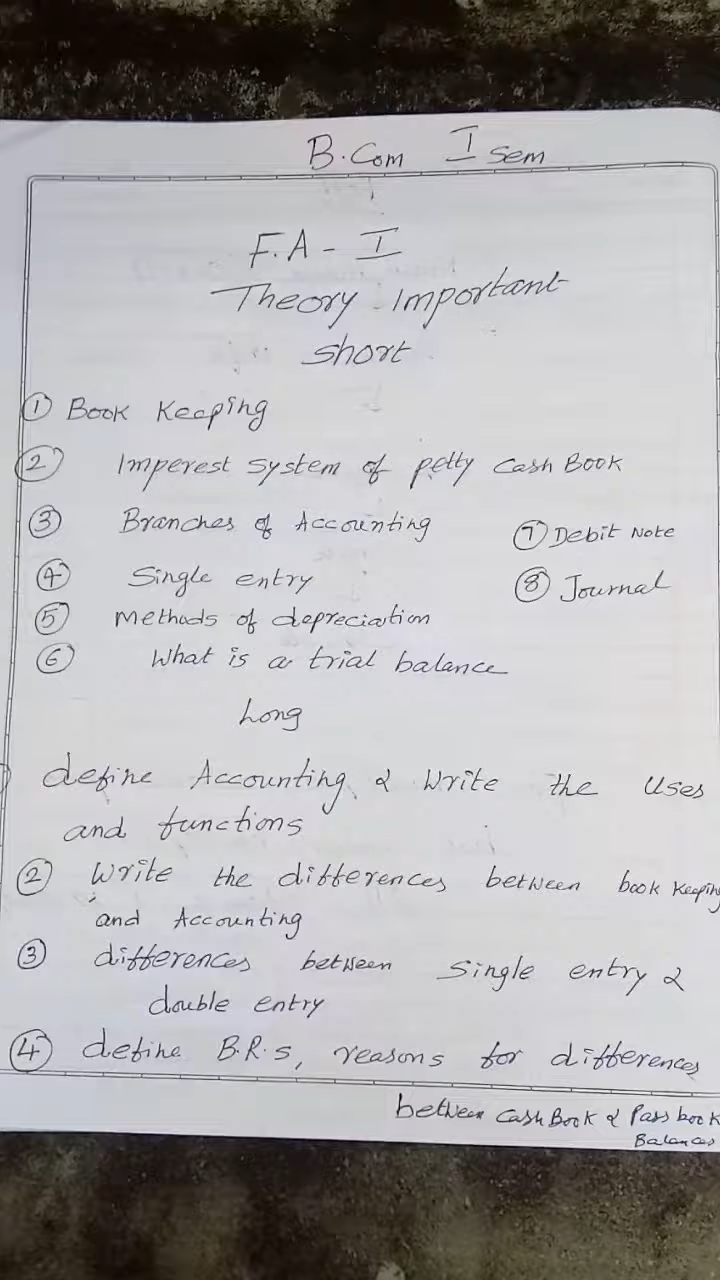 B.Com I Sem
F.A - I
Theory Important
short
① Book Keeping
② Imperest system of petty cash Book
③ Branches of Accounting
⑦ Debit Note
④ Single entry
⑧ Journal
⑤ methods of depreciation
⑥ What is a trial balance
Long
define Accounting & Write the Uses
and functions
② Write the differences between book keeping
and Accounting
③ differences between Single entry &
double entry
④ define B.R.S, reasons for differences
between Cash Book & Pass book
Balances